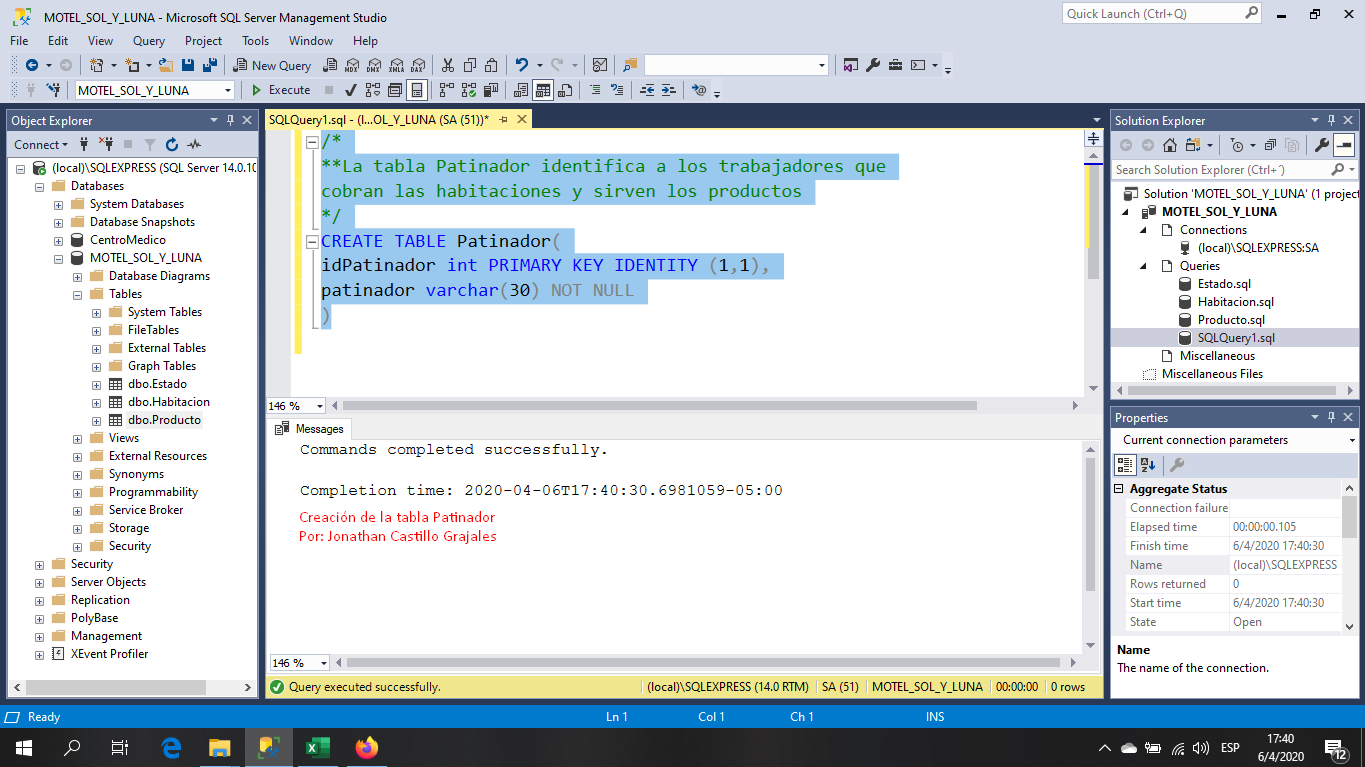 MOTEL_SOL_Y_LUNA - Microsoft SQL Server Management Studio
Quick Launch (Ctrl+Q)
File Edit View Query Project Tools Window Help
New Query
MDX DMX XMLA DAX
MOTEL_SOL_Y_LUNA
Execute
Object Explorer
Connect
(local)\SQLEXPRESS (SQL Server 14.0.10
Databases
System Databases
Database Snapshots
CentroMedico
MOTEL_SOL_Y_LUNA
Database Diagrams
Tables
System Tables
FileTables
External Tables
Graph Tables
dbo.Estado
dbo.Habitacion
dbo.Producto
Views
External Resources
Synonyms
Programmability
Service Broker
Storage
Security
Security
Server Objects
Replication
PolyBase
Management
XEvent Profiler
SQLQuery1.sql - (l...OL_Y_LUNA (SA (51))*
/*
**La tabla Patinador identifica a los trabajadores que
cobran las habitaciones y sirven los productos
*/
CREATE TABLE Patinador(
idPatinador int PRIMARY KEY IDENTITY (1,1),
patinador varchar(30) NOT NULL
)
146 %
Messages
Commands completed successfully.
Completion time: 2020-04-06T17:40:30.6981059-05:00
Creación de la tabla Patinador
Por: Jonathan Castillo Grajales
146 %
Query executed successfully. (local)\SQLEXPRESS (14.0 RTM) SA (51) MOTEL_SOL_Y_LUNA 00:00:00 0 rows
Solution Explorer
Search Solution Explorer (Ctrl+´)
Solution 'MOTEL_SOL_Y_LUNA' (1 project
MOTEL_SOL_Y_LUNA
Connections
(local)\SQLEXPRESS:SA
Queries
Estado.sql
Habitacion.sql
Producto.sql
SQLQuery1.sql
Miscellaneous
Miscellaneous Files
Properties
Current connection parameters
Aggregate Status
Connection failure
Elapsed time 00:00:00.105
Finish time 6/4/2020 17:40:30
Name (local)\SQLEXPRESS
Rows returned 0
Start time 6/4/2020 17:40:30
State Open
Name
The name of the connection.
Ready Ln 1 Col 1 Ch 1 INS
ESP
17:40
6/4/2020
12